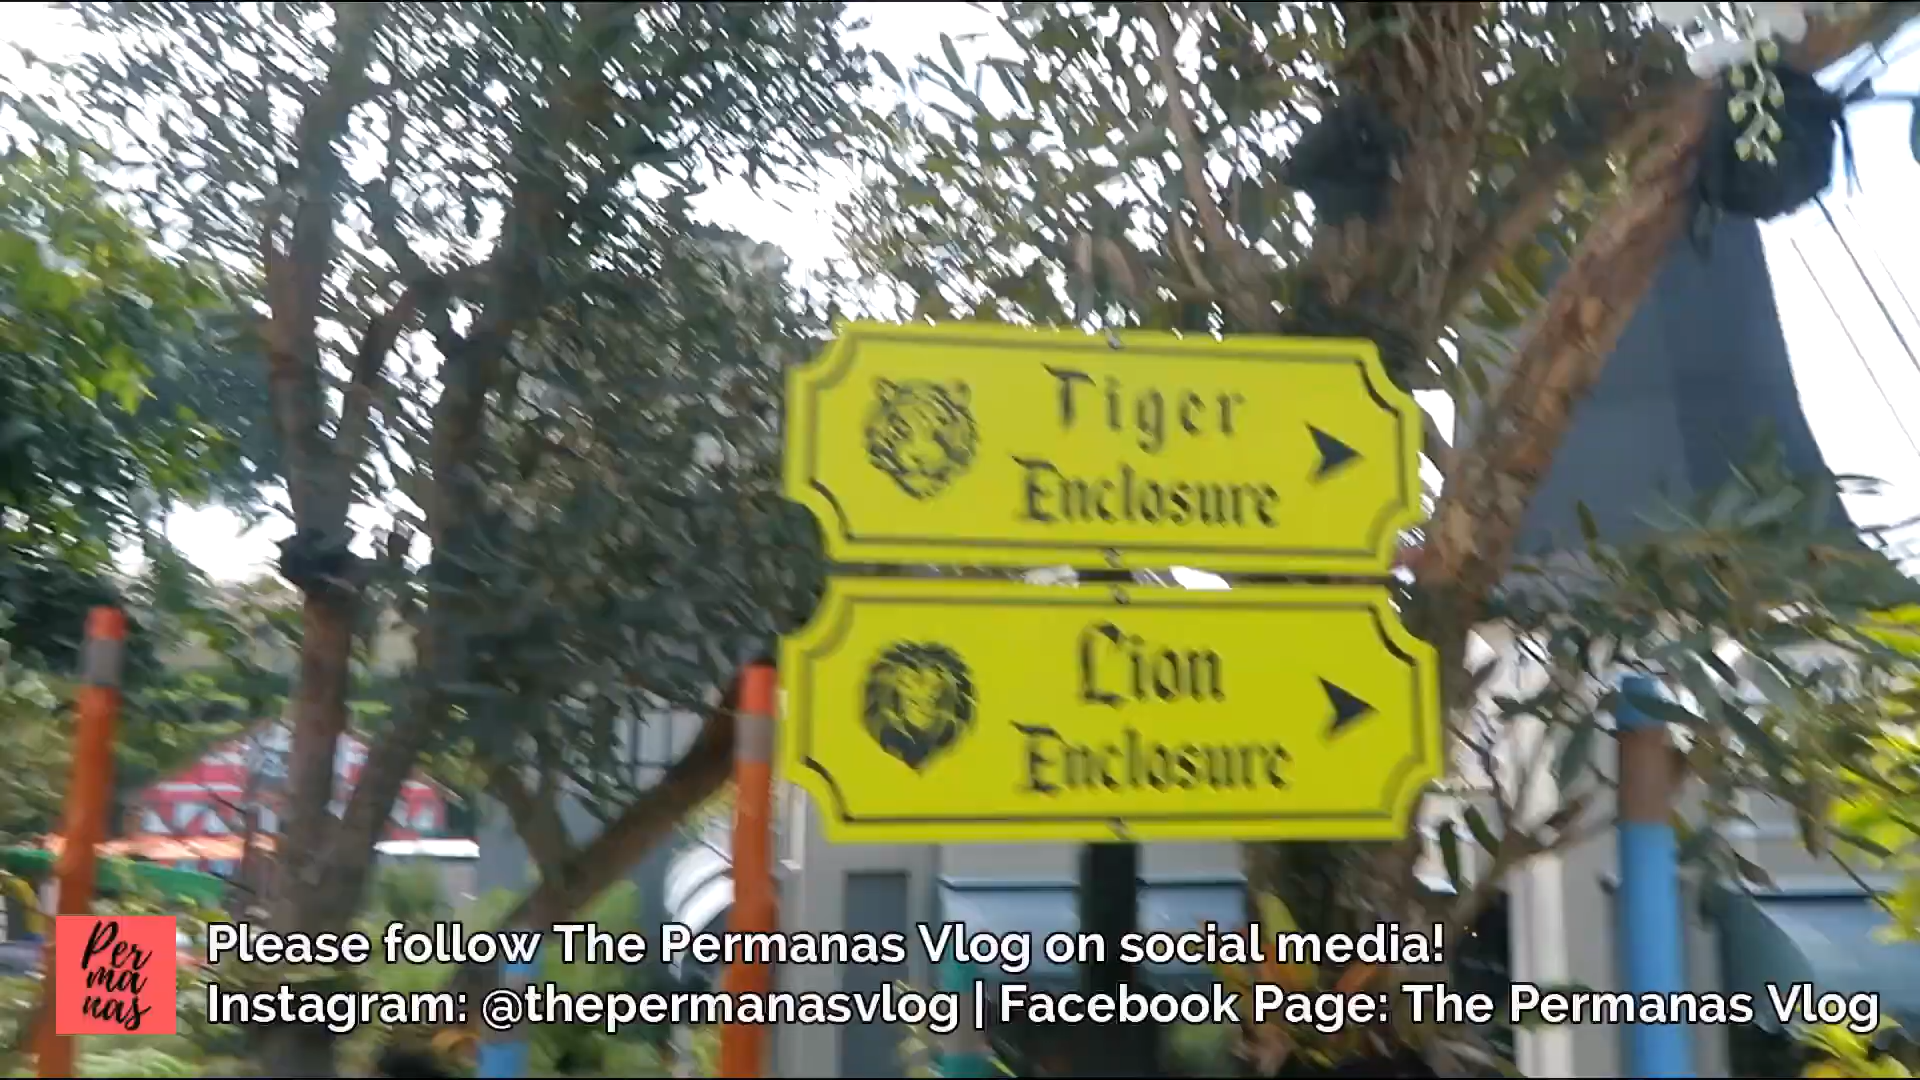 Tiger
Enclosure
Lion
Enclosure
Per
ma
nas
Please follow The Permanas Vlog on social media!
Instagram: @thepermanasvlog | Facebook Page: The Permanas Vlog